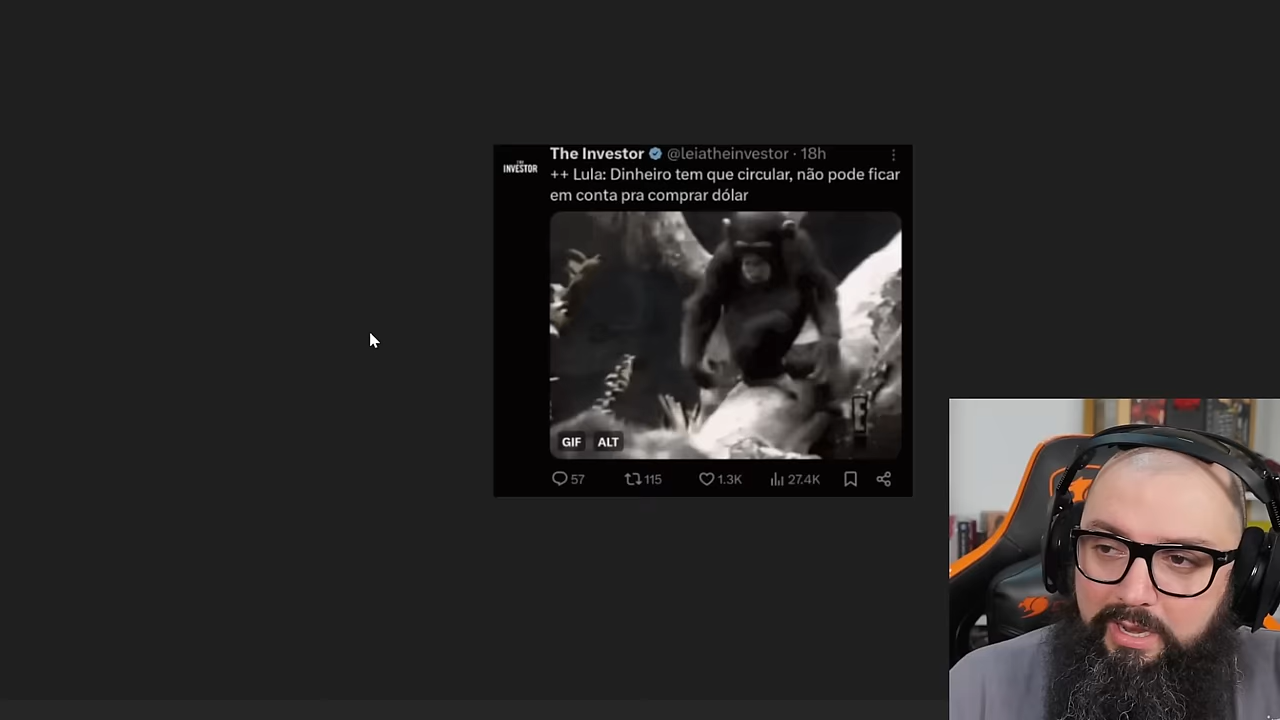 The Investor @leiatheinvestor · 18h
THE
INVESTOR
++ Lula: Dinheiro tem que circular, não pode ficar
em conta pra comprar dólar
E
GIF ALT
57 115 1.3K 27.4K